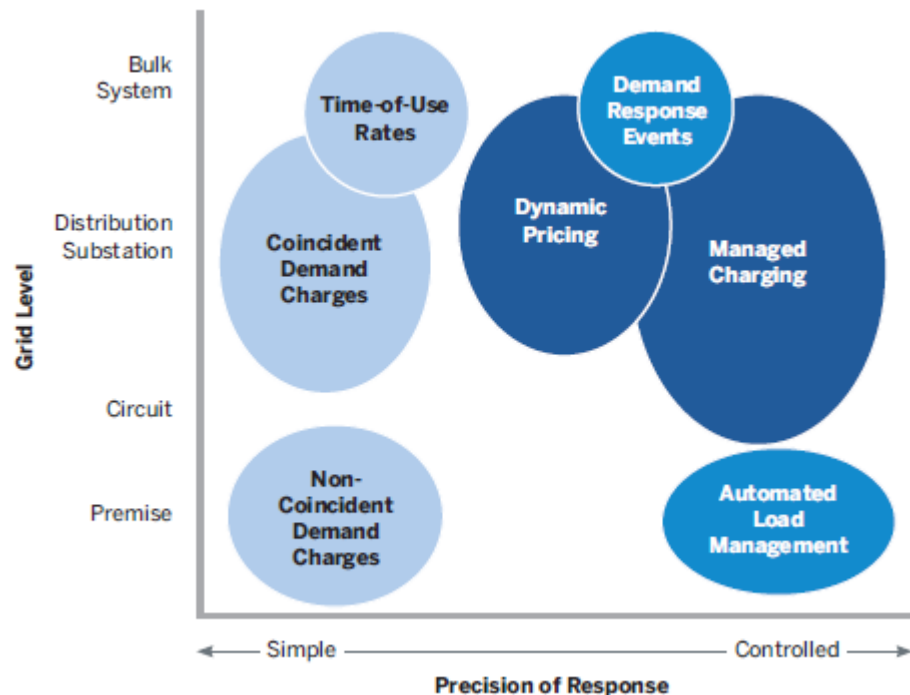 Bulk
System
Time-of-Use
Rates
Demand
Response
Events
Distribution
Substation
Coincident
Demand
Charges
Dynamic
Pricing
Managed
Charging
Grid Level
Circuit
Premise
Non-
Coincident
Demand
Charges
Automated
Load
Management
Simple
Controlled
Precision of Response